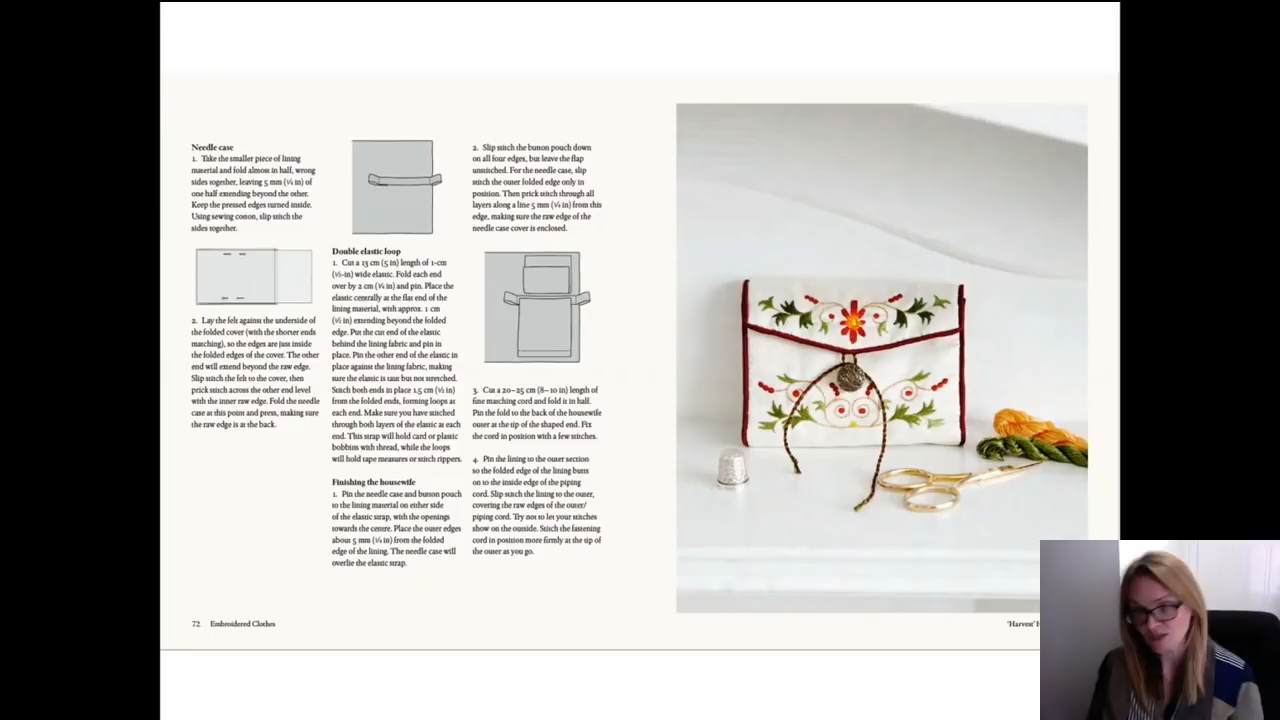 Needle case
1. Take the smaller piece of lining
material and fold almost in half, wrong
sides together, leaving 5 mm (¼ in) of
one half extending beyond the other.
Keep the pressed edges turned inside.
Using sewing cotton, slip stitch the
sides together.
2. Lay the felt against the underside of
the folded cover (with the shorter ends
matching), so the edges are just inside
the folded edges of the cover. The other
end will extend beyond the raw edge.
Slip stitch the felt to the cover, then
prick stitch across the other end level
with the inner raw edge. Fold the needle
case at this point and press, making sure
the raw edge is at the back.
Double elastic loop
1. Cut a 13 cm (5 in) length of 1-cm
(½-in) wide elastic. Fold each end
over by 2 cm (¾ in) and pin. Place the
elastic centrally at the flat end of the
lining material, with approx. 1 cm
(½ in) extending beyond the folded
edge. Put the cut end of the elastic
behind the lining fabric and pin in
place. Pin the other end of the elastic in
place against the lining fabric, making
sure the elastic is taut but not stretched.
Stitch both ends in place 1.5 cm (½ in)
from the folded ends, forming loops at
each end. Make sure you have stitched
through both layers of the elastic at each
end. This strap will hold card or plastic
bobbins with thread, while the loops
will hold tape measures or stitch rippers.
Finishing the housewife
1. Pin the needle case and button pouch
to the lining material on either side
of the elastic strap, with the openings
towards the centre. Place the outer edges
about 5 mm (¼ in) from the folded
edge of the lining. The needle case will
overlie the elastic strap.
2. Slip stitch the button pouch down
on all four edges, but leave the flap
unstitched. For the needle case, slip
stitch the outer folded edge only in
position. Then prick stitch through all
layers along a line 5 mm (¼ in) from this
edge, making sure the raw edge of the
needle case cover is enclosed.
3. Cut a 20–25 cm (8–10 in) length of
fine matching cord and fold it in half.
Pin the fold to the back of the housewife
outer at the tip of the shaped end. Fix
the cord in position with a few stitches.
4. Pin the lining to the outer section
so the folded edge of the lining butts
on to the inside edge of the piping
cord. Slip stitch the lining to the outer,
covering the raw edges of the outer/
piping cord. Try not to let your stitches
show on the outside. Stitch the fastening
cord in position more firmly at the tip of
the outer as you go.
72 Embroidered Clothes
'Harvest'